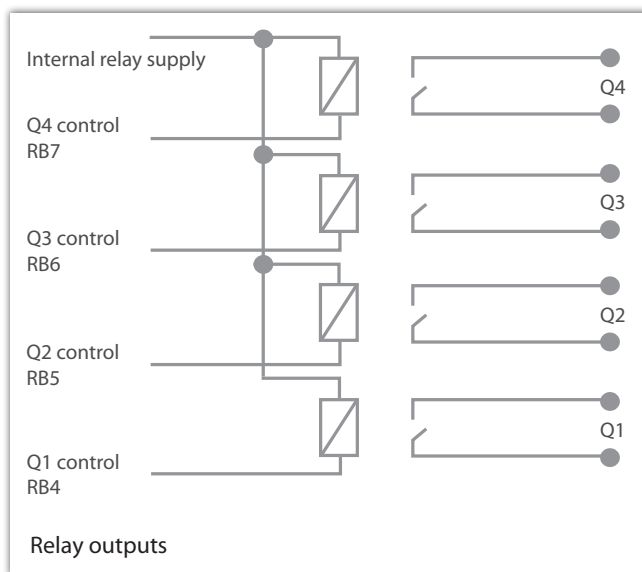 Internal relay supply
Q4
Q4 control
RB7
Q3
Q3 control
RB6
Q2
Q2 control
RB5
Q1
Q1 control
RB4
Relay outputs